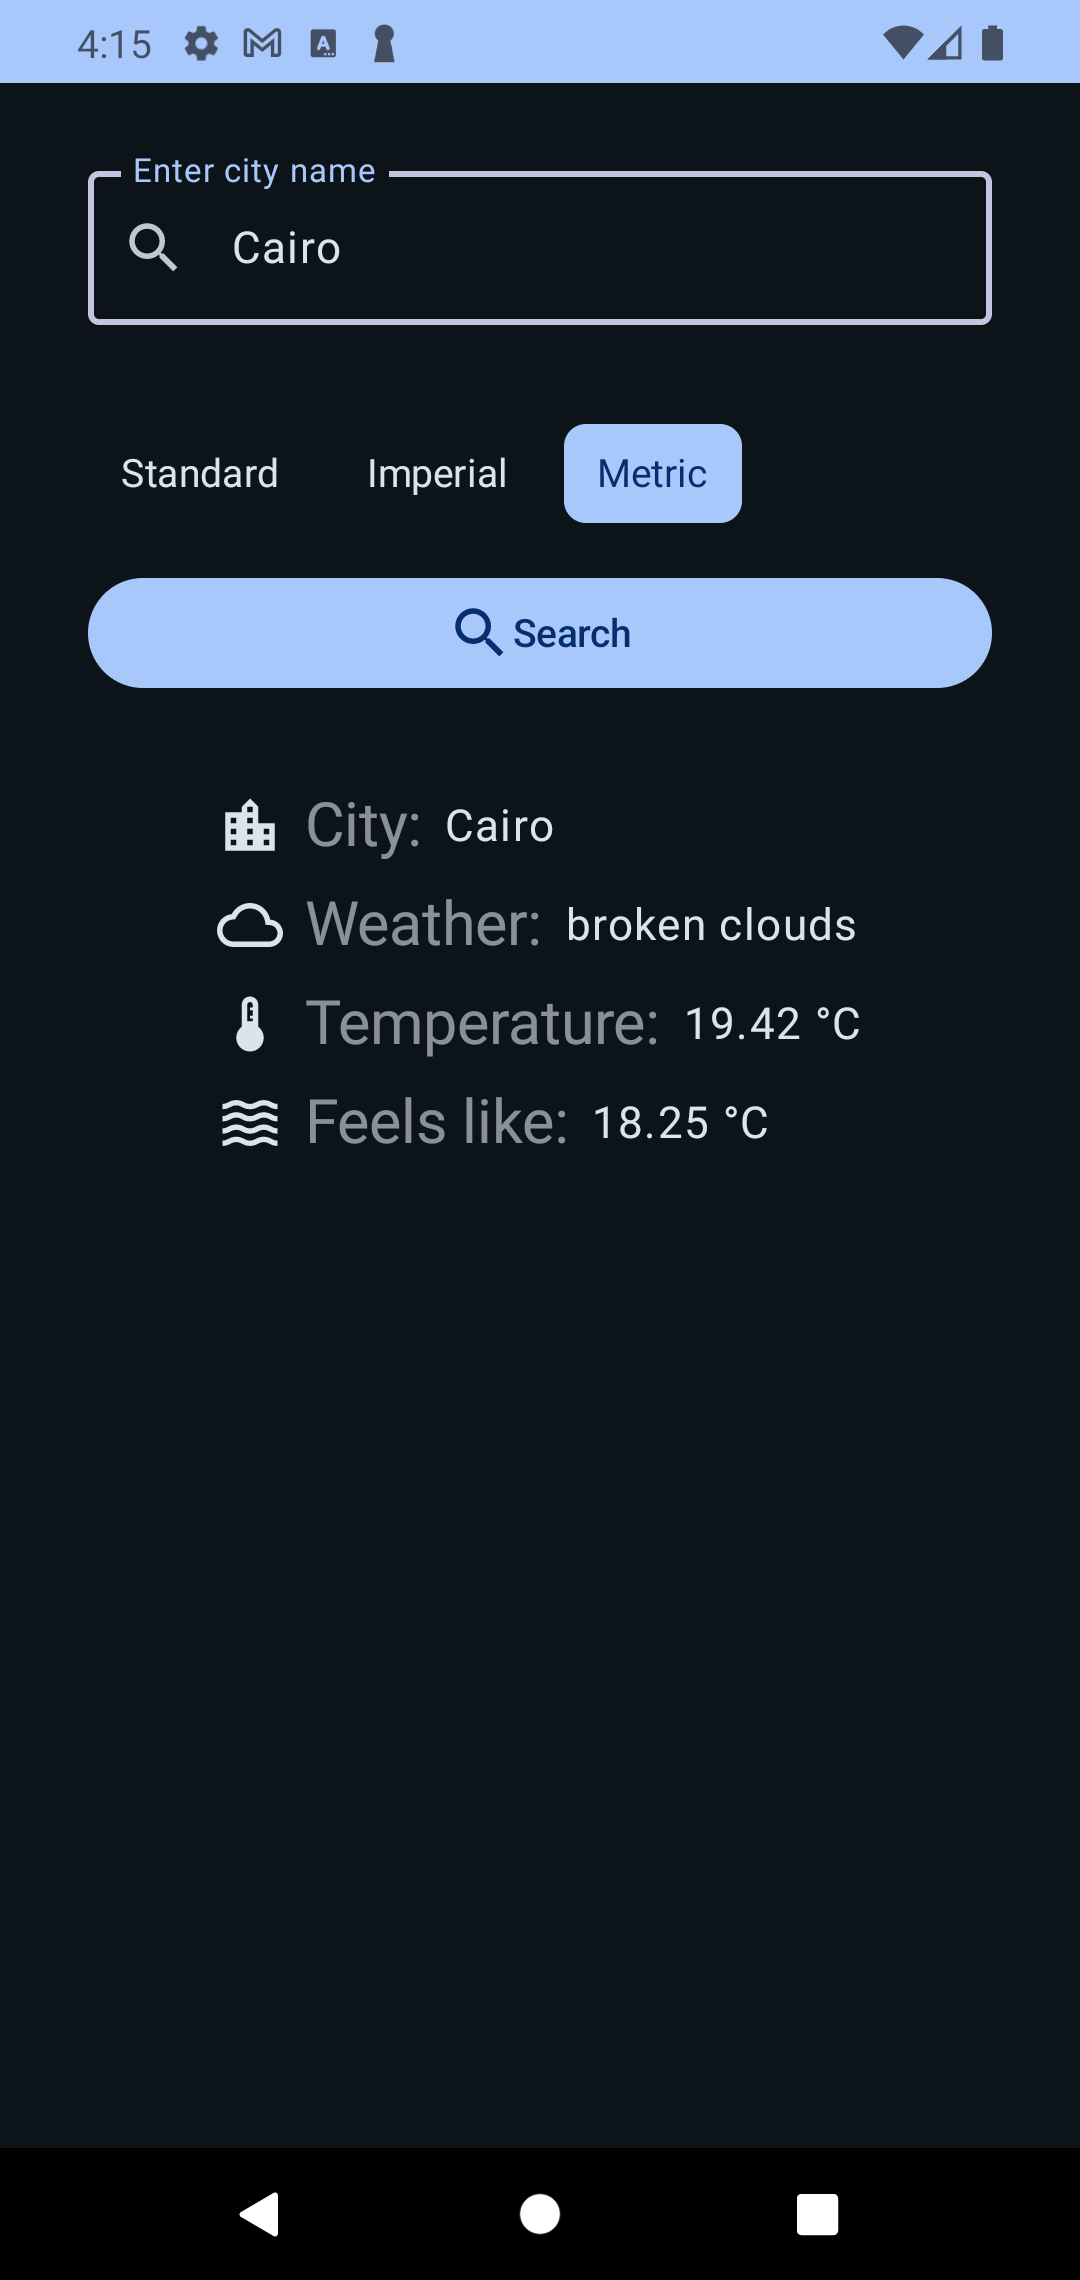 4:15
Enter city name
Cairo
Standard Imperial Metric
Search
City: Cairo
Weather: broken clouds
Temperature: 19.42 °C
Feels like: 18.25 °C